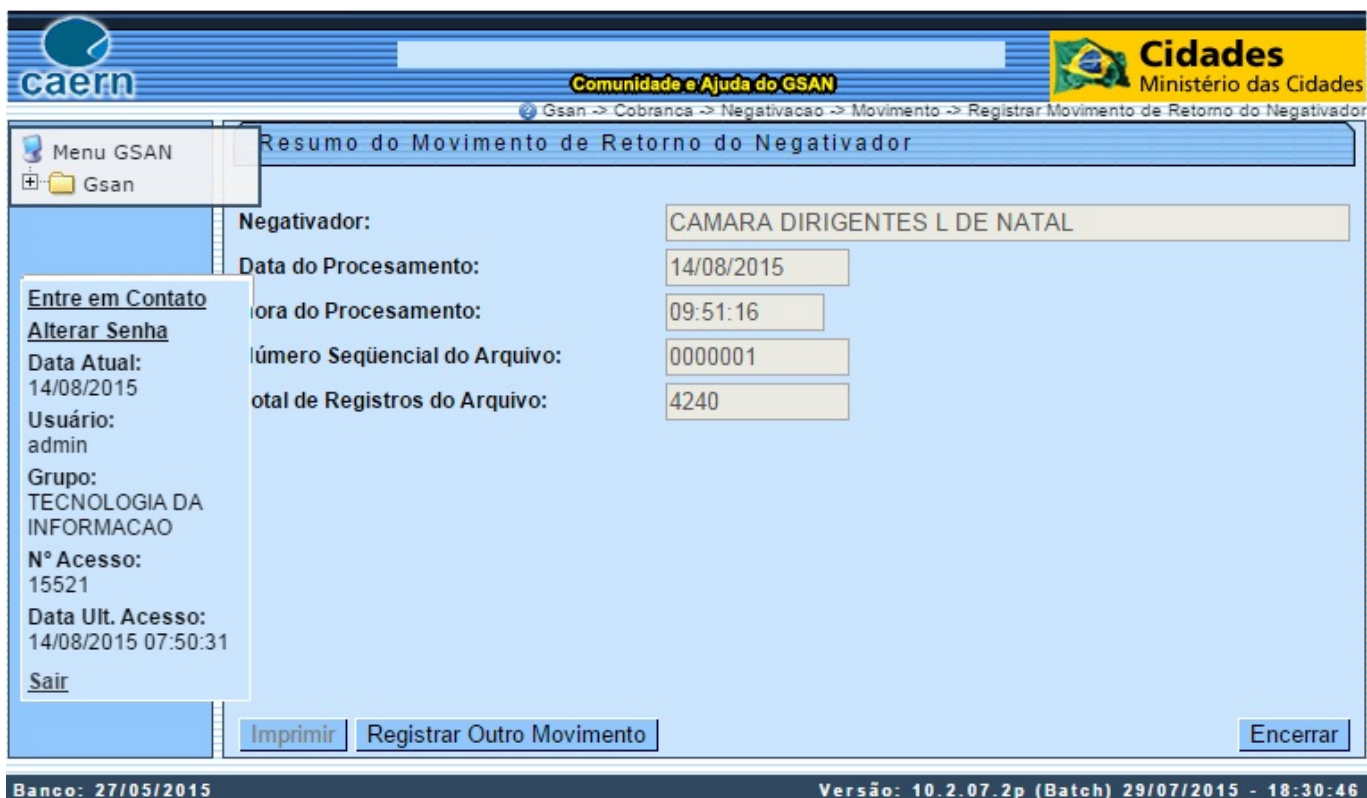 caern
Comunidade e Ajuda do GSAN
Cidades
Ministério das Cidades
Gsan -> Cobranca -> Negativacao -> Movimento -> Registrar Movimento de Retorno do Negativador
Menu GSAN
Gsan
Resumo do Movimento de Retorno do Negativador
Negativador: CAMARA DIRIGENTES L DE NATAL
Data do Procesamento: 14/08/2015
ora do Procesamento: 09:51:16
úmero Seqüencial do Arquivo: 0000001
otal de Registros do Arquivo: 4240
Entre em Contato
Alterar Senha
Data Atual:
14/08/2015
Usuário:
admin
Grupo:
TECNOLOGIA DA
INFORMACAO
Nº Acesso:
15521
Data Ult. Acesso:
14/08/2015 07:50:31
Sair
Imprimir Registrar Outro Movimento Encerrar
Banco: 27/05/2015 Versão: 10.2.07.2p (Batch) 29/07/2015 - 18:30:46